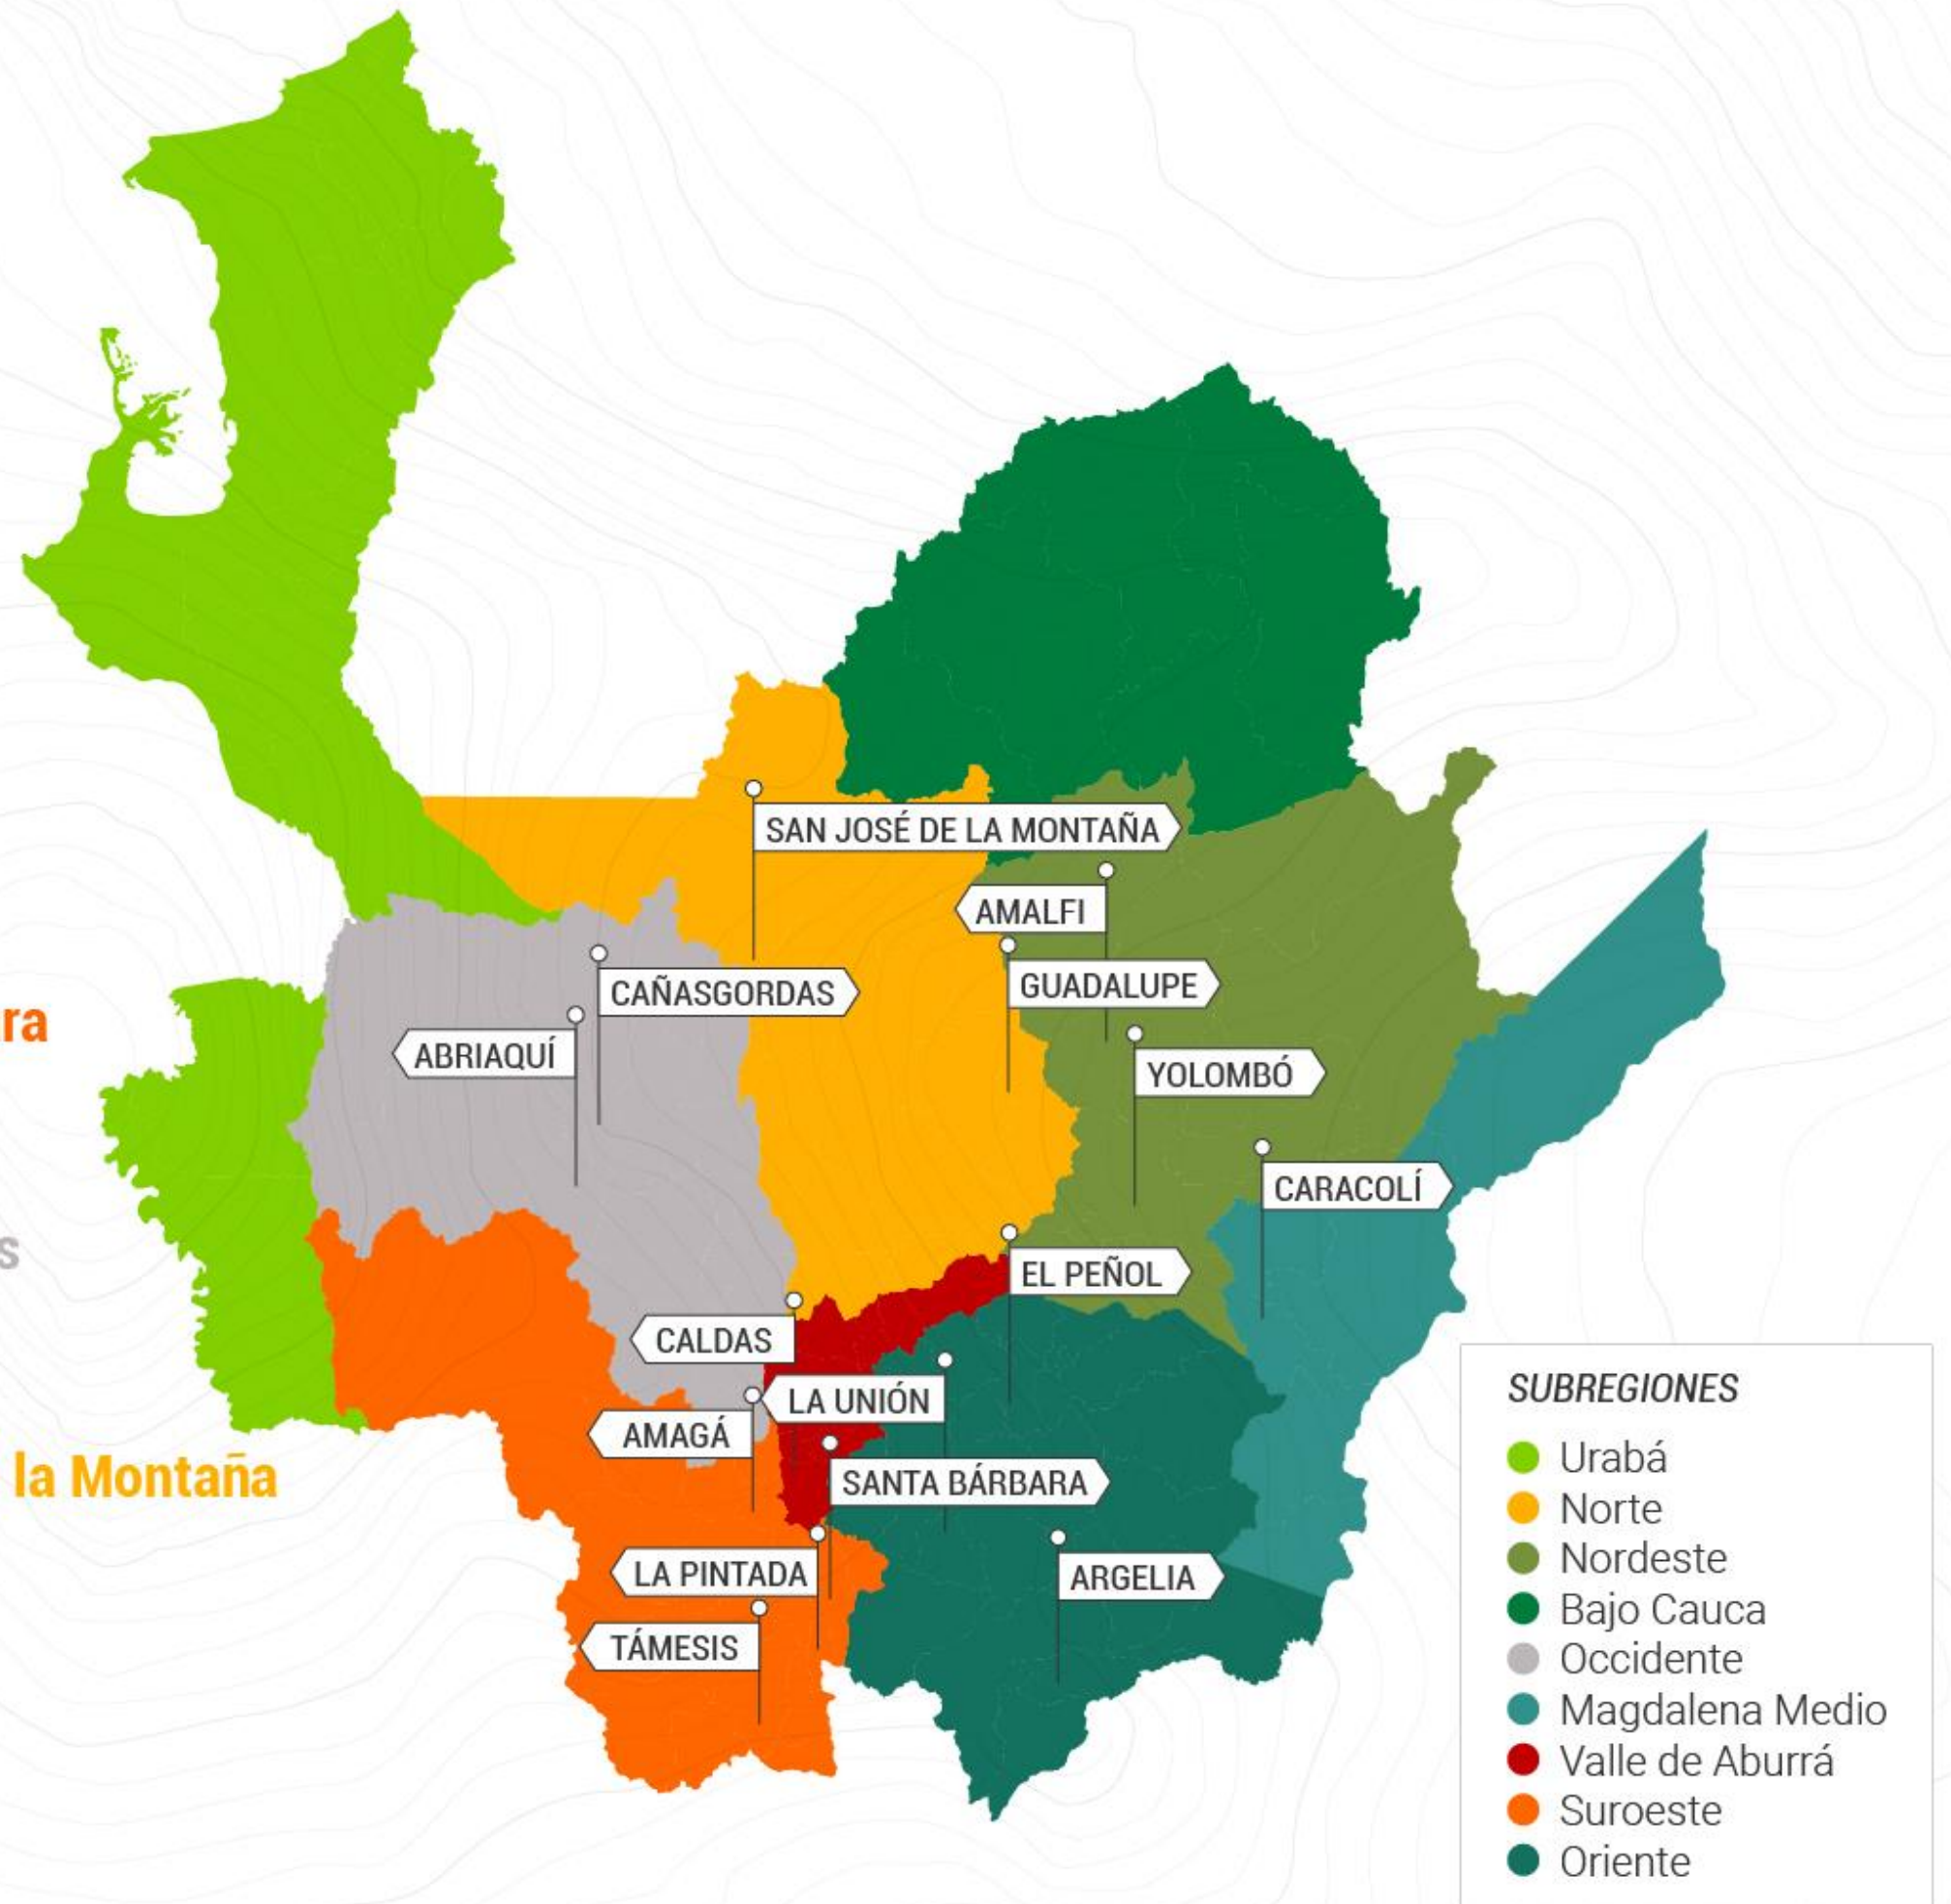 SAN JOSÉ DE LA MONTAÑA
AMALFI
CAÑASGORDAS
GUADALUPE
ra
ABRIAQUÍ
YOLOMBÓ
CARACOLÍ
s
EL PEÑOL
CALDAS
LA UNIÓN
AMAGÁ
la Montaña
SANTA BÁRBARA
LA PINTADA
ARGELIA
TÁMESIS
SUBREGIONES
Urabá
Norte
Nordeste
Bajo Cauca
Occidente
Magdalena Medio
Valle de Aburrá
Suroeste
Oriente